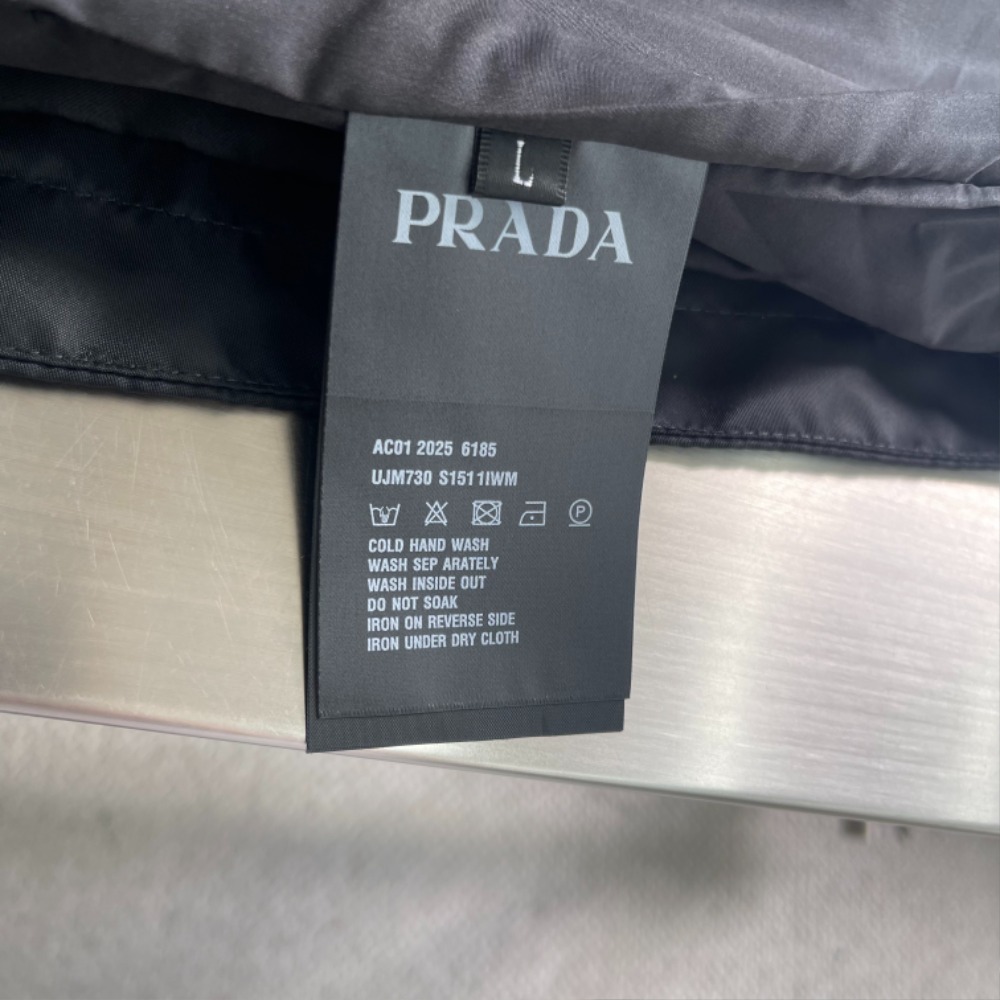 L
PRADA
AC01 2025 6185
UJM730 S1511IWM
P
COLD HAND WASH
WASH SEP ARATELY
WASH INSIDE OUT
DO NOT SOAK
IRON ON REVERSE SIDE
IRON UNDER DRY CLOTH